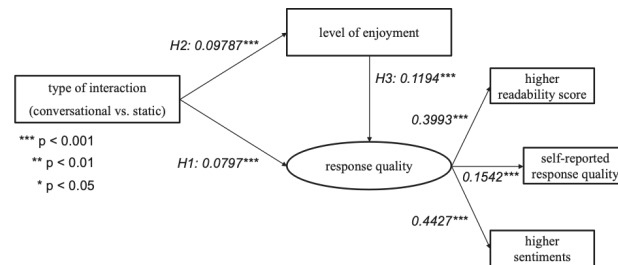 level of enjoyment
H2: 0.09787***
H3: 0.1194***
type of interaction
(conversational vs. static)
higher
readability score
0.3993***
*** p < 0.001
** p < 0.01
* p < 0.05
H1: 0.0797***
response quality
self-reported
response quality
0.1542***
0.4427***
higher
sentiments